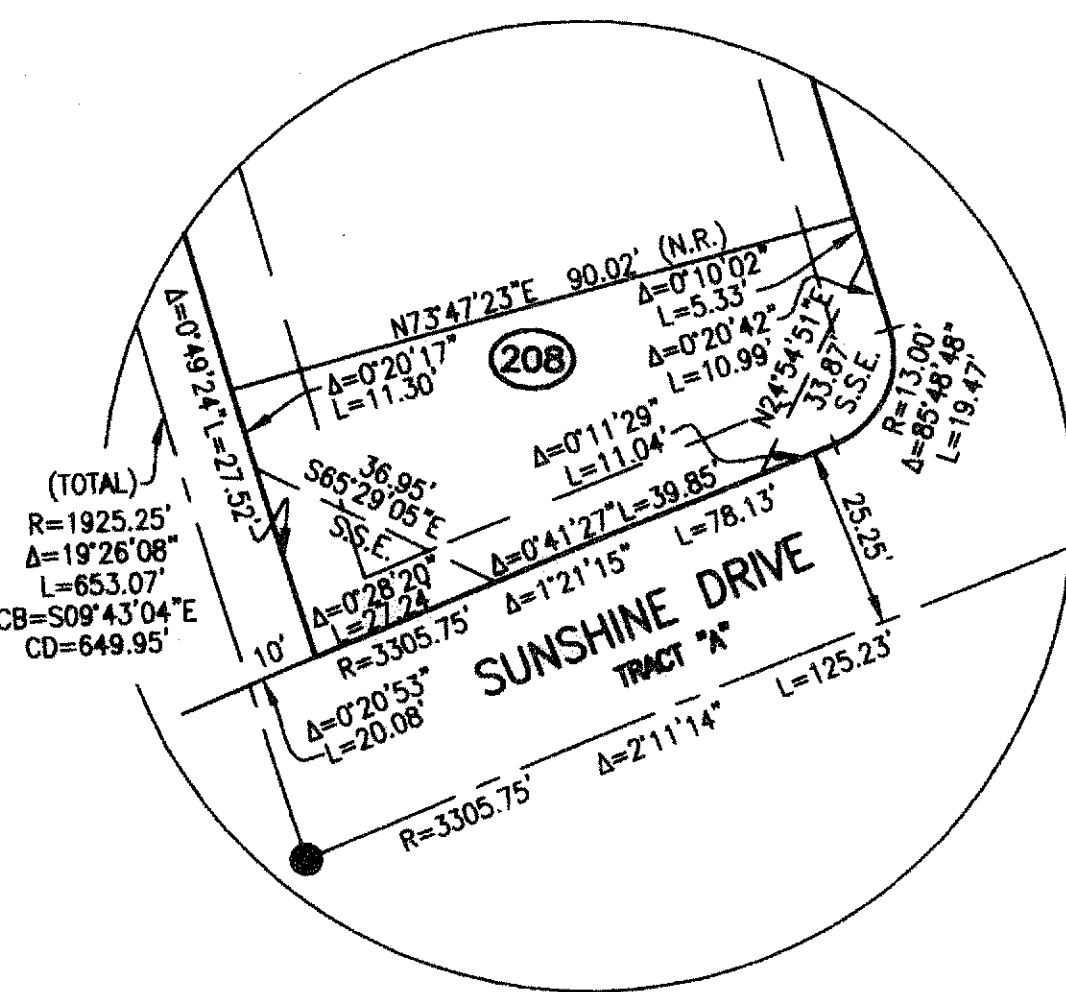 N73°47'23"E 90.02' (N.R.)
Δ=0°10'02"
L=5.33'
Δ=0°20'42"
L=10.99'
Δ=0°20'17"
L=11.30'
208
Δ=0°49'24" L=27.52'
N24°54'51"E
33.87'
S.S.E.
R=13.00'
Δ=85°48'48"
L=19.47'
Δ=0°11'29"
L=11.04'
36.95'
S65°29'05"E
S.S.E.
(TOTAL)
R=1925.25'
Δ=19°26'08"
L=653.07'
CB=S09°43'04"E
CD=649.95'
Δ=0°41'27" L=39.85'
Δ=0°28'20"
L=27.24'
R=3305.75' Δ=1°21'15" L=78.13'
25.25'
10'
SUNSHINE DRIVE
TRACT "A"
Δ=0°20'53"
L=20.08'
R=3305.75' Δ=2°11'14" L=125.23'